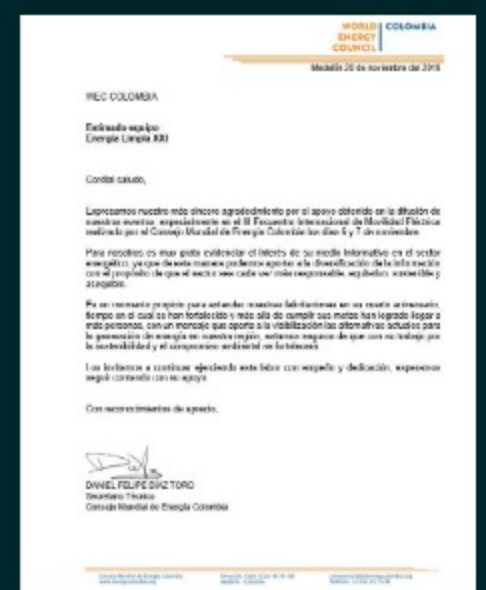 WORLD ENERGY COUNCIL
COLOMBIA
Medellín 20 de noviembre del 2015
WEC COLOMBIA
Estimado equipo
Energía Limpia XXI
Cordial saludo,
Expresamos nuestro más sincero agradecimiento por el apoyo obtenido en la difusión de
nuestros eventos, especialmente en el III Encuentro Internacional de Movilidad Eléctrica
realizado por el Consejo Mundial de Energía Colombia los días 6 y 7 de noviembre.
Para nosotros es muy grato evidenciar el interés de su medio informativo en el sector
energético, ya que de esta manera podemos aportar a la diversificación de la información
con el propósito de que el sector sea cada vez más responsable, equitativo, sostenible y
asequible.
Es un momento propicio para extender nuestras felicitaciones en su cuarto aniversario,
tiempo en el cual se han fortalecido y más allá de cumplir sus metas han logrado llegar a
más personas, con un mensaje que aporta a la visibilización las alternativas actuales para
la generación de energía en nuestra región, estamos seguros de que con su trabajo por
la sostenibilidad y el compromiso ambiental se fortalecerá
Los invitamos a continuar ejerciendo esta labor con empeño y dedicación, esperamos
seguir contando con su apoyo
Con reconocimientos de aprecio,
DANIEL FELIPE DÍAZ TORO
Secretario Técnico
Consejo Mundial de Energía Colombia